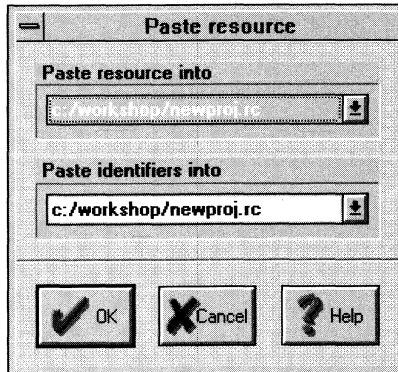 Paste resource
Paste resource into
c:/workshop/newproj.rc
Paste identifiers into
c:/workshop/newproj.rc
OK Cancel Help